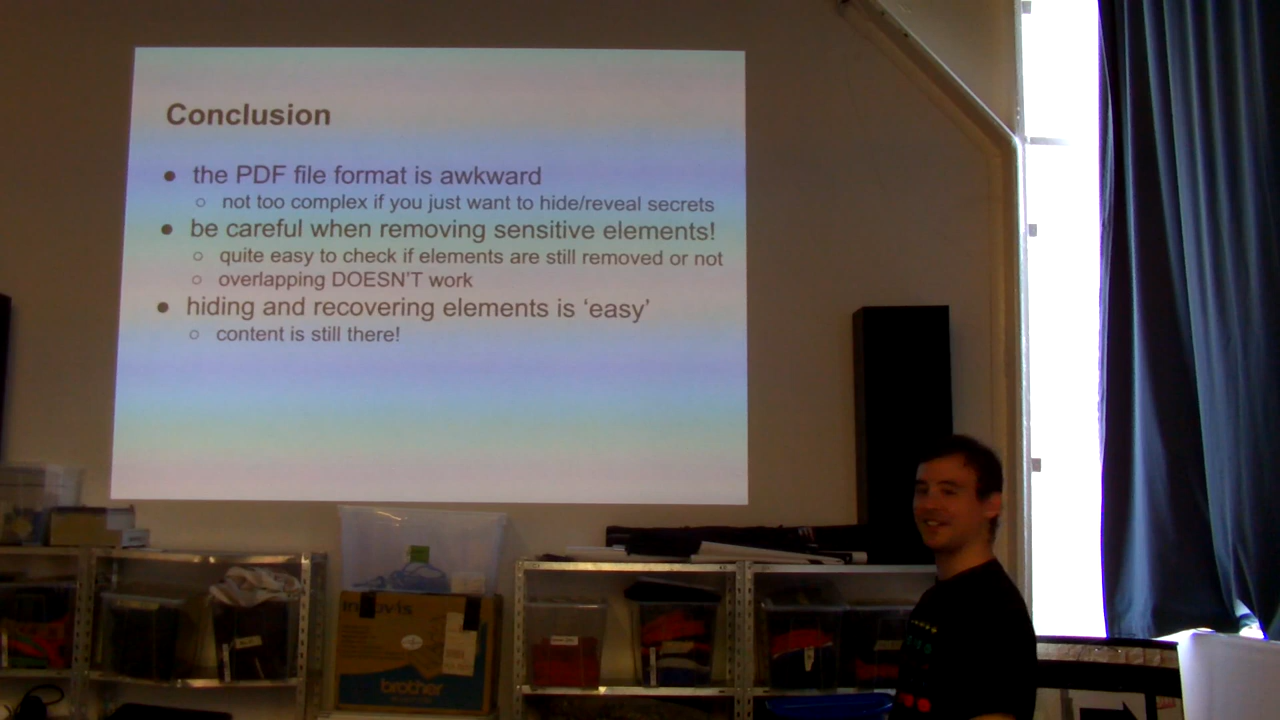 Conclusion
● the PDF file format is awkward
○ not too complex if you just want to hide/reveal secrets
● be careful when removing sensitive elements!
○ quite easy to check if elements are still removed or not
○ overlapping DOESN'T work
● hiding and recovering elements is ‘easy’
○ content is still there!
brother